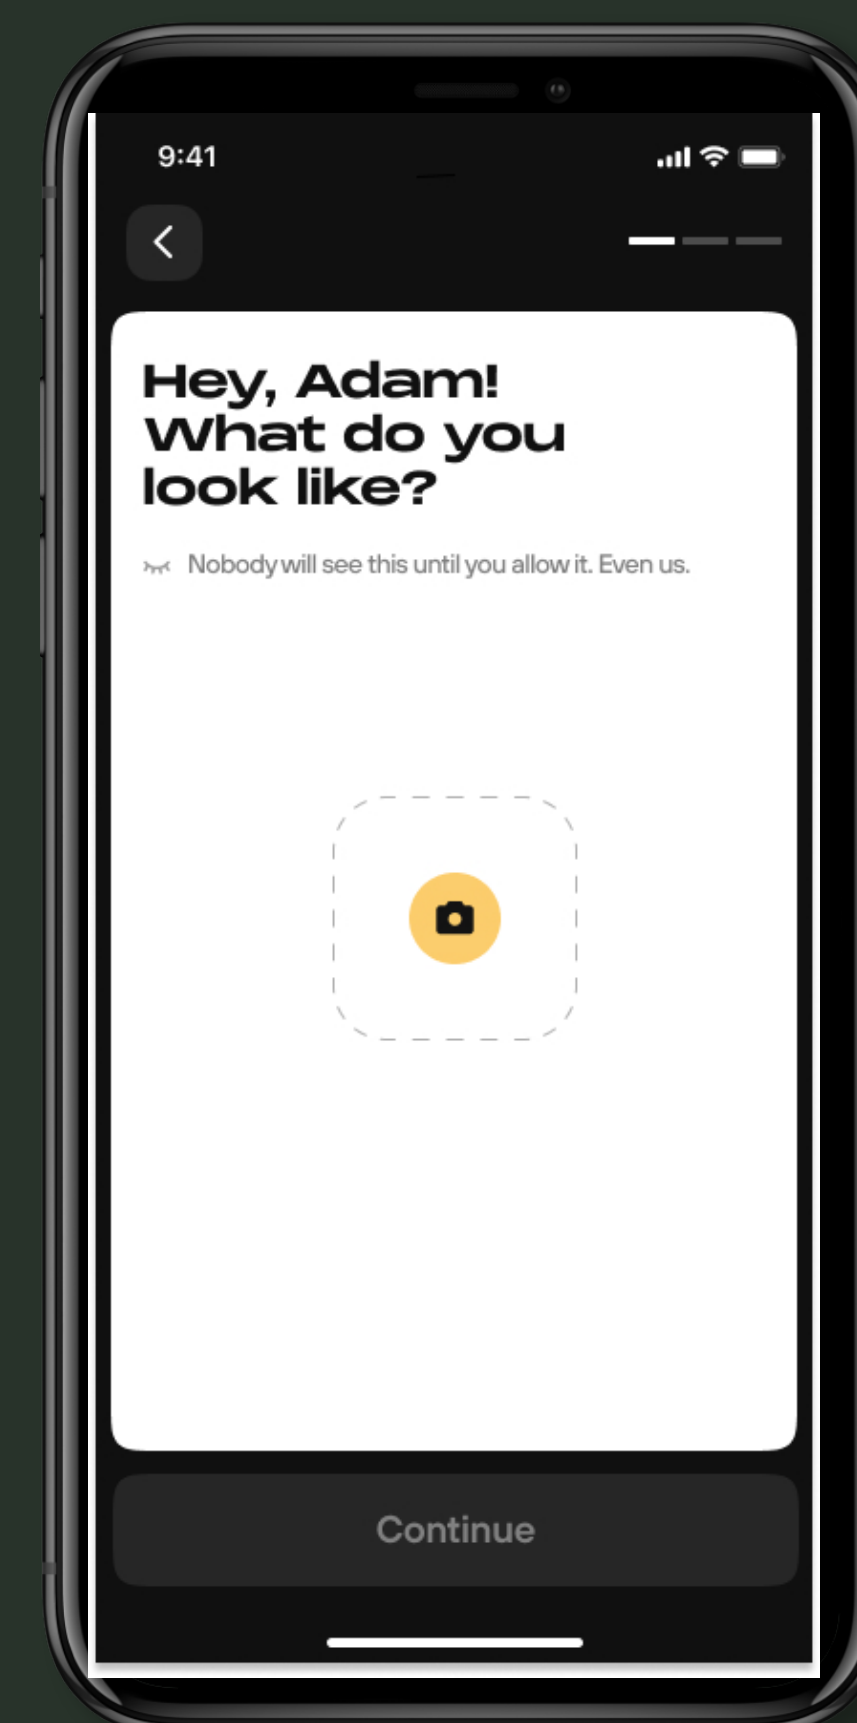 9:41
Hey, Adam!
What do you
look like?
Nobody will see this until you allow it. Even us.
Continue